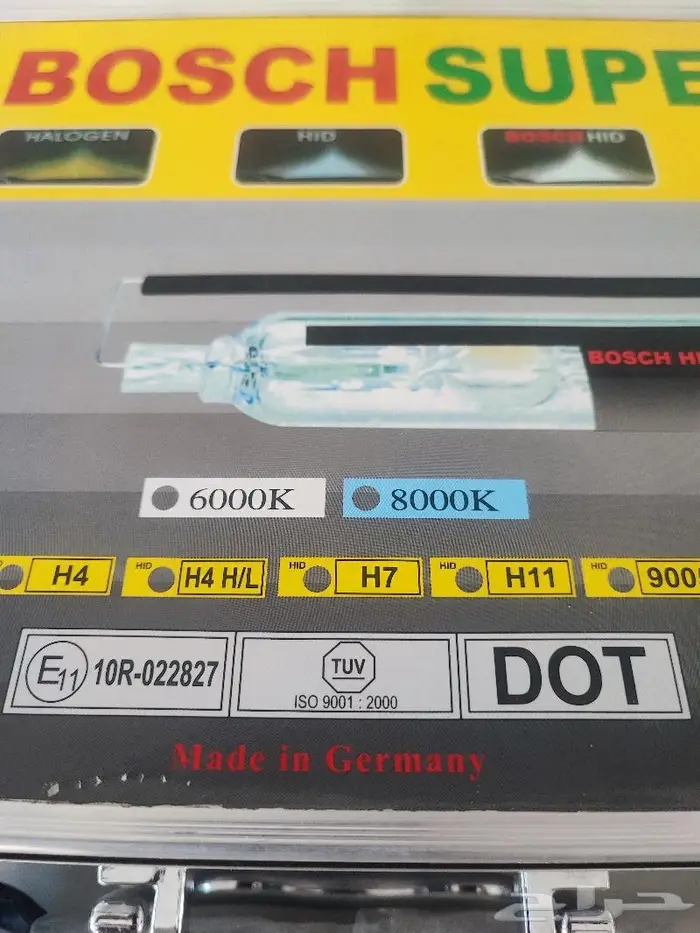 BOSCH SUPE
HALOGEN
HID
BOSCH HID
BOSCH HI
6000K
8000K
H4
HID H4 H/L
HID H7
HID H11
HID 900
E11 10R-022827
TUV
ISO 9001 : 2000
DOT
Made in Germany
حراج